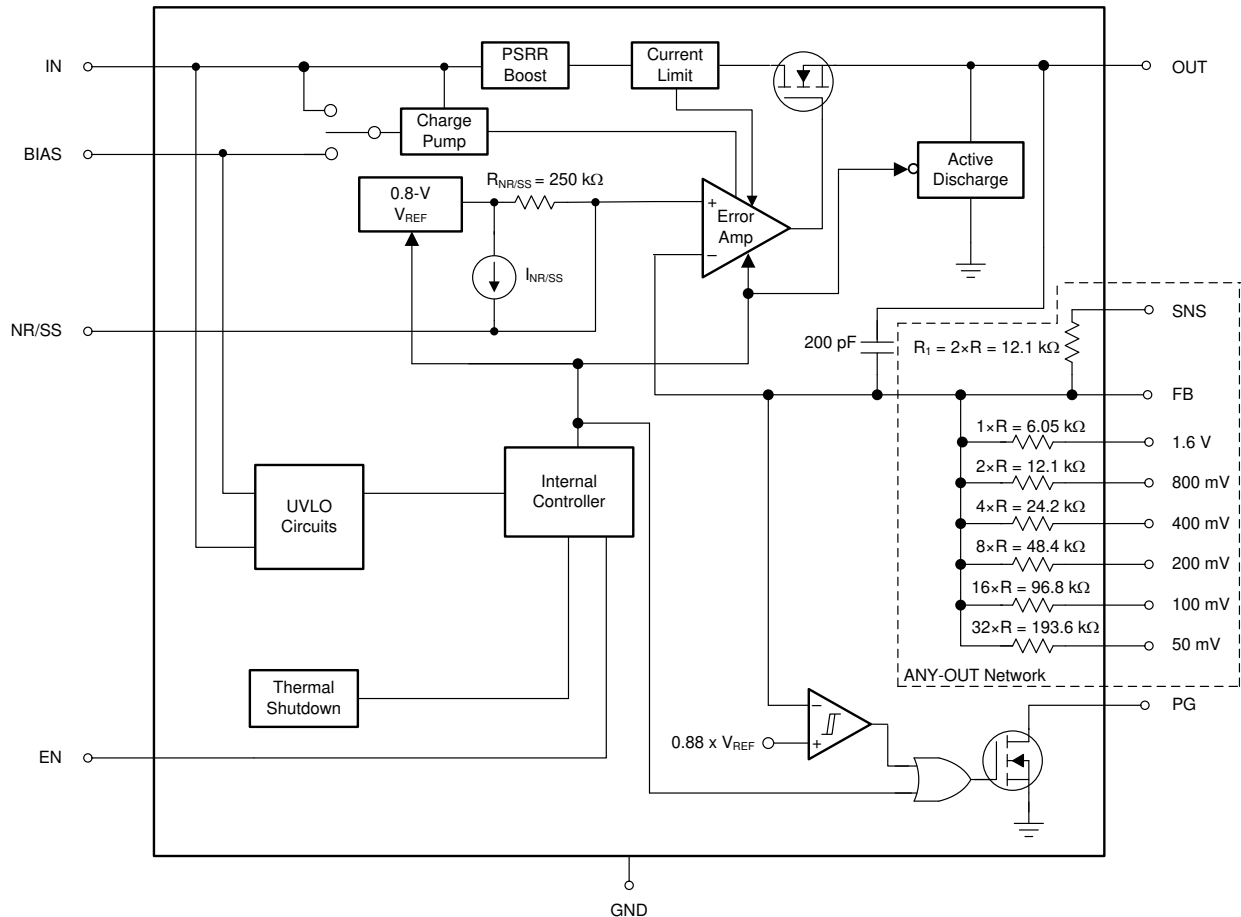 IN
PSRR
Boost
Current
Limit
OUT
Charge
Pump
BIAS
Active
Discharge
0.8-V
VREF
RNR/SS = 250 kΩ
+
Error
Amp
−
INR/SS
NR/SS
SNS
200 pF
R1 = 2×R = 12.1 kΩ
FB
1×R = 6.05 kΩ
1.6 V
2×R = 12.1 kΩ
800 mV
4×R = 24.2 kΩ
400 mV
8×R = 48.4 kΩ
200 mV
16×R = 96.8 kΩ
100 mV
32×R = 193.6 kΩ
50 mV
ANY-OUT Network
UVLO
Circuits
Internal
Controller
Thermal
Shutdown
PG
−
0.88 x VREF
+
EN
GND